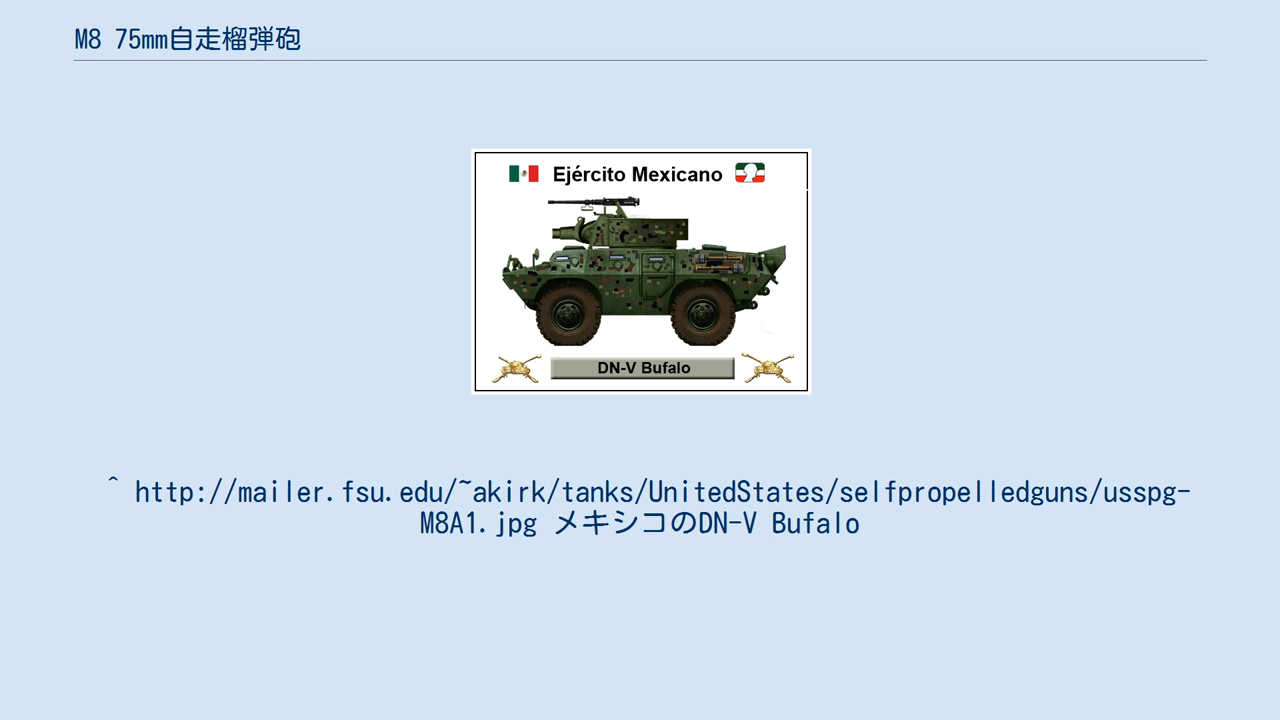 M8 75mm自走榴弾砲
Ejército Mexicano
DN-V Bufalo
^ http://mailer.fsu.edu/~akirk/tanks/UnitedStates/selfpropelledguns/usspg-
M8A1.jpg メキシコのDN-V Bufalo